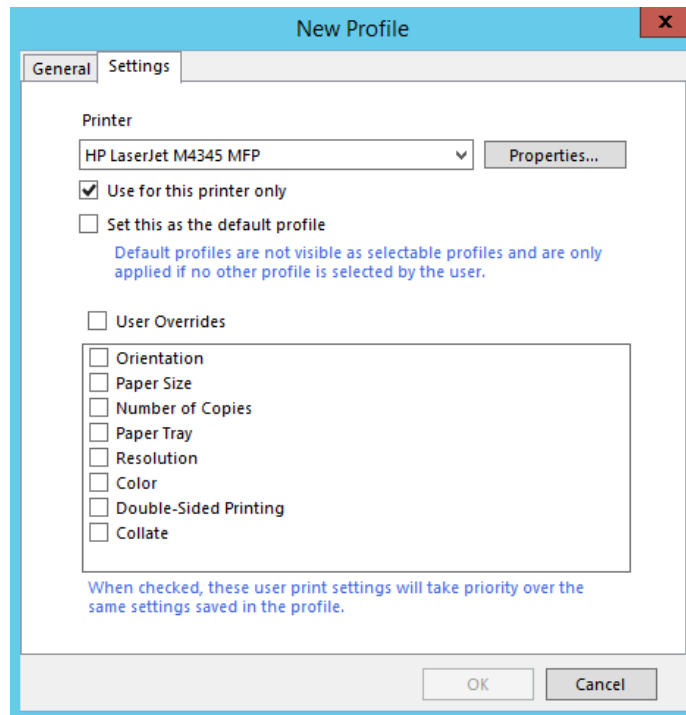 New Profile
x
General
Settings
Printer
HP LaserJet M4345 MFP
Properties...
Use for this printer only
Set this as the default profile
Default profiles are not visible as selectable profiles and are only
applied if no other profile is selected by the user.
User Overrides
Orientation
Paper Size
Number of Copies
Paper Tray
Resolution
Color
Double-Sided Printing
Collate
When checked, these user print settings will take priority over the
same settings saved in the profile.
OK
Cancel